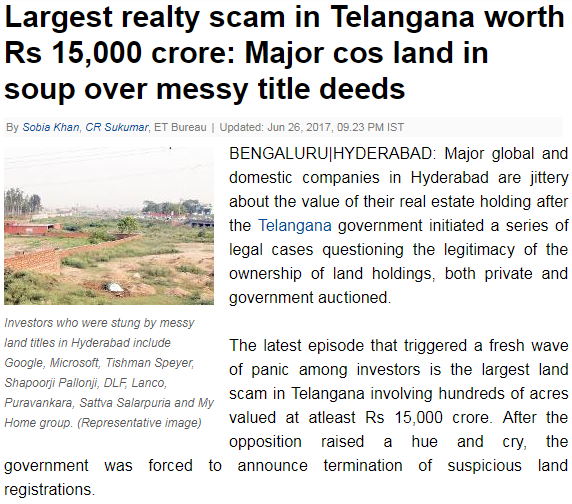 Largest realty scam in Telangana worth
Rs 15,000 crore: Major cos land in
soup over messy title deeds
By Sobia Khan, CR Sukumar, ET Bureau | Updated: Jun 26, 2017, 09.23 PM IST
BENGALURU|HYDERABAD: Major global and
domestic companies in Hyderabad are jittery
about the value of their real estate holding after
the Telangana government initiated a series of
legal cases questioning the legitimacy of the
ownership of land holdings, both private and
government auctioned.
Investors who were stung by messy
land titles in Hyderabad include
Google, Microsoft, Tishman Speyer,
Shapoorji Pallonji, DLF, Lanco,
Puravankara, Sattva Salarpuria and My
Home group. (Representative image)
The latest episode that triggered a fresh wave
of panic among investors is the largest land
scam in Telangana involving hundreds of acres
valued at atleast Rs 15,000 crore. After the
opposition raised a hue and cry, the
government was forced to announce termination of suspicious land
registrations.